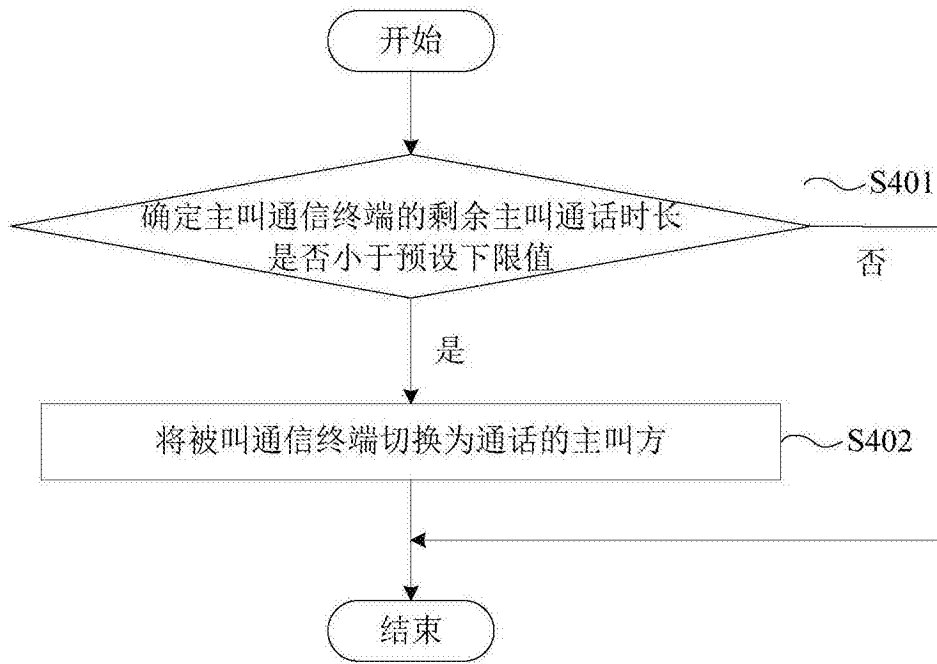 开始
S401
确定主叫通信终端的剩余主叫通话时长
是否小于预设下限值
否
是
将被叫通信终端切换为通话的主叫方
S402
结束